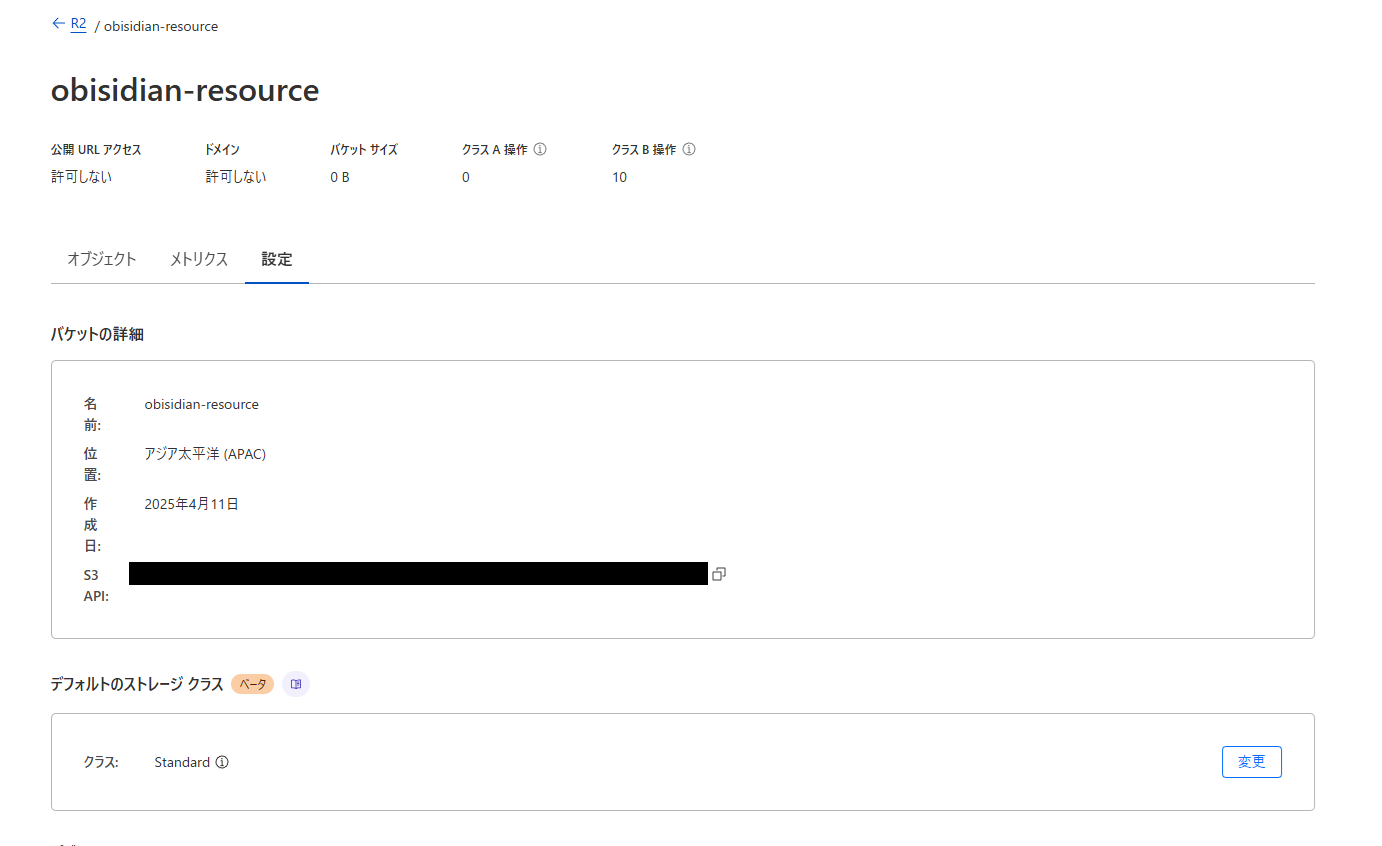 ← R2 / obisidian-resource
obisidian-resource
公開 URL アクセス ドメイン バケット サイズ クラス A 操作 クラス B 操作
許可しない 許可しない 0 B 0 10
オブジェクト メトリクス 設定
バケットの詳細
名前: obisidian-resource
位置: アジア太平洋 (APAC)
作成日: 2025年4月11日
S3 API:
デフォルトのストレージ クラス ベータ
クラス: Standard 変更